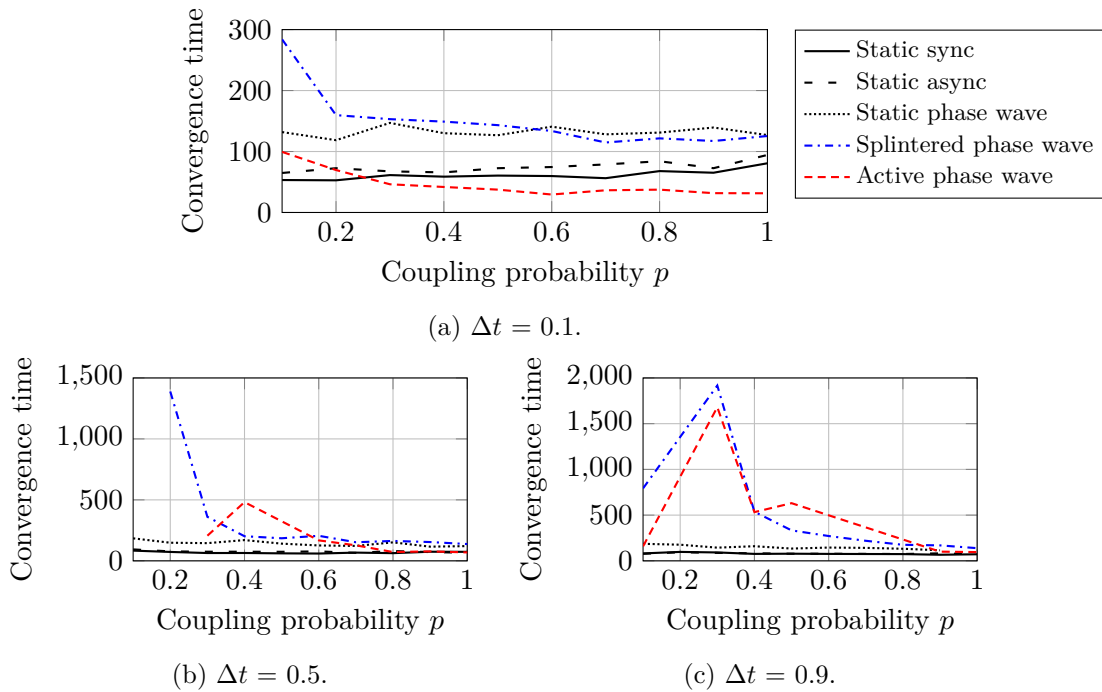 Convergence time
300
200
100
0
0.2
0.4
0.6
0.8
1
Coupling probability p
Static sync
Static async
Static phase wave
Splintered phase wave
Active phase wave
(a) Δt = 0.1.
Convergence time
1,500
1,000
500
0
0.2
0.4
0.6
0.8
1
Coupling probability p
(b) Δt = 0.5.
Convergence time
2,000
1,500
1,000
500
0
0.2
0.4
0.6
0.8
1
Coupling probability p
(c) Δt = 0.9.